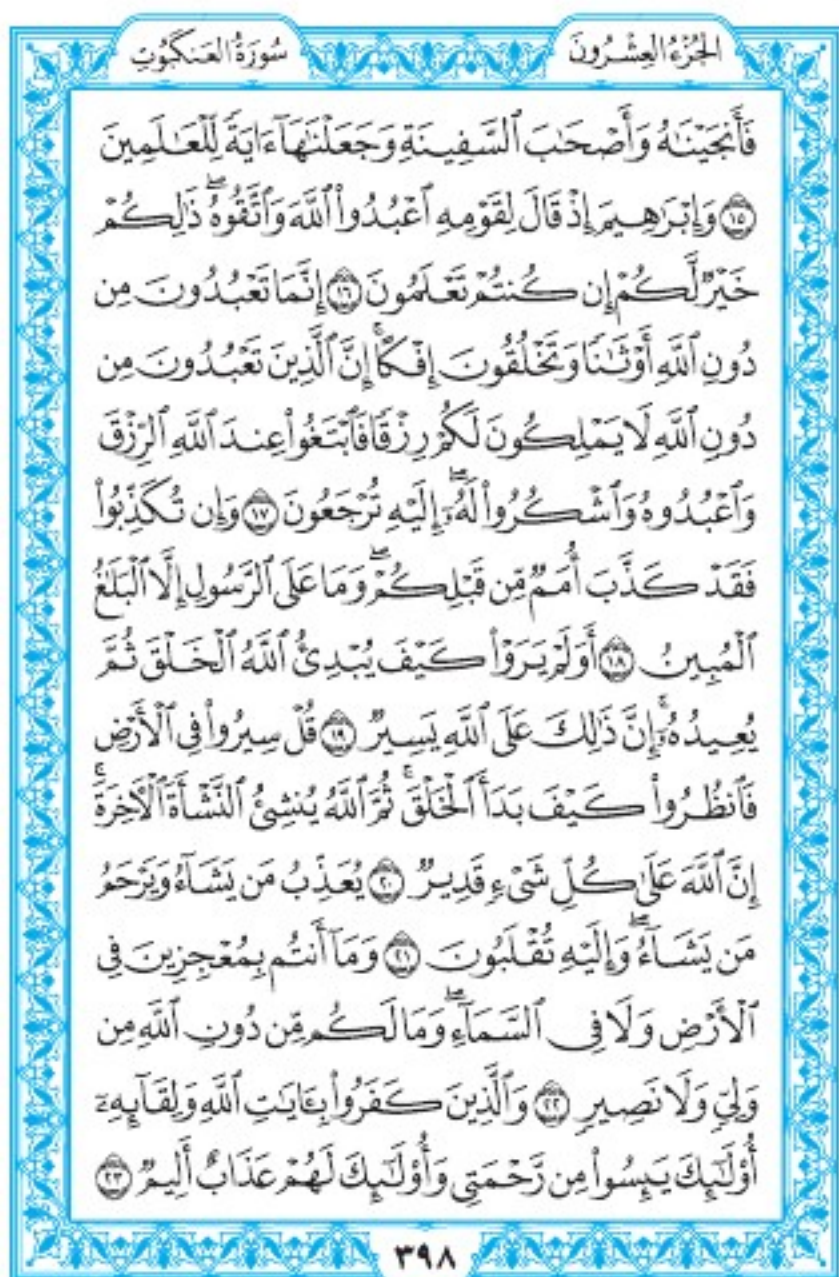 الجُزْءُ العِشْرُونَ
سُورَةُ العَنكَبُوتِ
فَأَنجَيْنَٰهُ وَأَصْحَٰبَ ٱلسَّفِينَةِ وَجَعَلْنَٰهَآ ءَايَةً لِّلْعَٰلَمِينَ
۝١٥ وَإِبْرَٰهِيمَ إِذْ قَالَ لِقَوْمِهِ ٱعْبُدُوا۟ ٱللَّهَ وَٱتَّقُوهُ ۖ ذَٰلِكُمْ
خَيْرٌ لَّكُمْ إِن كُنتُمْ تَعْلَمُونَ ۝١٦ إِنَّمَا تَعْبُدُونَ مِن
دُونِ ٱللَّهِ أَوْثَٰنًا وَتَخْلُقُونَ إِفْكًا ۚ إِنَّ ٱلَّذِينَ تَعْبُدُونَ مِن
دُونِ ٱللَّهِ لَا يَمْلِكُونَ لَكُمْ رِزْقًا فَٱبْتَغُوا۟ عِندَ ٱللَّهِ ٱلرِّزْقَ
وَٱعْبُدُوهُ وَٱشْكُرُوا۟ لَهُۥٓ ۖ إِلَيْهِ تُرْجَعُونَ ۝١٧ وَإِن تُكَذِّبُوا۟
فَقَدْ كَذَّبَ أُمَمٌ مِّن قَبْلِكُمْ ۖ وَمَا عَلَى ٱلرَّسُولِ إِلَّا ٱلْبَلَٰغُ
ٱلْمُبِينُ ۝١٨ أَوَلَمْ يَرَوْا۟ كَيْفَ يُبْدِئُ ٱللَّهُ ٱلْخَلْقَ ثُمَّ
يُعِيدُهُۥٓ ۚ إِنَّ ذَٰلِكَ عَلَى ٱللَّهِ يَسِيرٌ ۝١٩ قُلْ سِيرُوا۟ فِى ٱلْأَرْضِ
فَٱنظُرُوا۟ كَيْفَ بَدَأَ ٱلْخَلْقَ ۚ ثُمَّ ٱللَّهُ يُنشِئُ ٱلنَّشْأَةَ ٱلْءَاخِرَةَ ۚ
إِنَّ ٱللَّهَ عَلَىٰ كُلِّ شَىْءٍ قَدِيرٌ ۝٢٠ يُعَذِّبُ مَن يَشَآءُ وَيَرْحَمُ
مَن يَشَآءُ ۖ وَإِلَيْهِ تُقْلَبُونَ ۝٢١ وَمَآ أَنتُم بِمُعْجِزِينَ فِى
ٱلْأَرْضِ وَلَا فِى ٱلسَّمَآءِ ۖ وَمَا لَكُم مِّن دُونِ ٱللَّهِ مِن
وَلِىٍّ وَلَا نَصِيرٍ ۝٢٢ وَٱلَّذِينَ كَفَرُوا۟ بِـَٔايَٰتِ ٱللَّهِ وَلِقَآئِهِۦٓ
أُو۟لَٰٓئِكَ يَئِسُوا۟ مِن رَّحْمَتِى وَأُو۟لَٰٓئِكَ لَهُمْ عَذَابٌ أَلِيمٌ ۝٢٣
٣٩٨